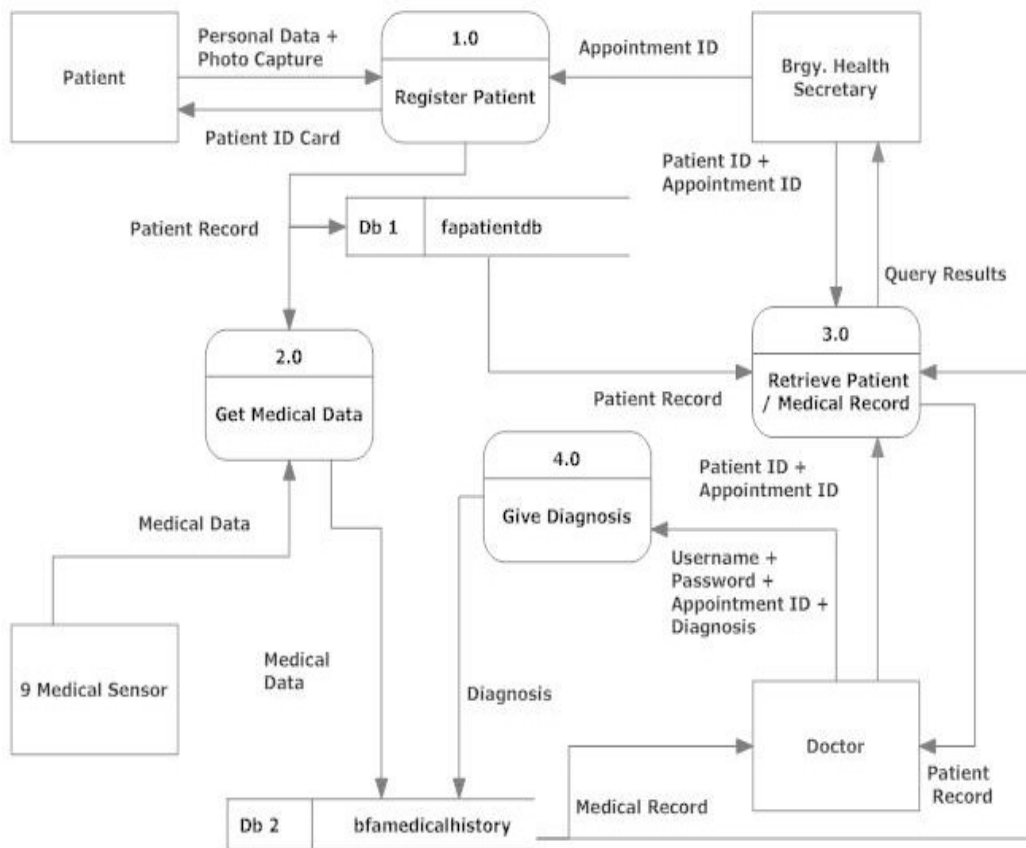 Patient
Personal Data +
Photo Capture
1.0
Register Patient
Appointment ID
Brgy. Health
Secretary
Patient ID Card
Patient ID +
Appointment ID
Patient Record
Db 1
fapatientdb
Query Results
2.0
Get Medical Data
3.0
Retrieve Patient
/ Medical Record
Patient Record
4.0
Give Diagnosis
Patient ID +
Appointment ID
Medical Data
Username +
Password +
Appointment ID +
Diagnosis
9 Medical Sensor
Medical
Data
Diagnosis
Doctor
Patient
Record
Medical Record
Db 2
bfamedicalhistory